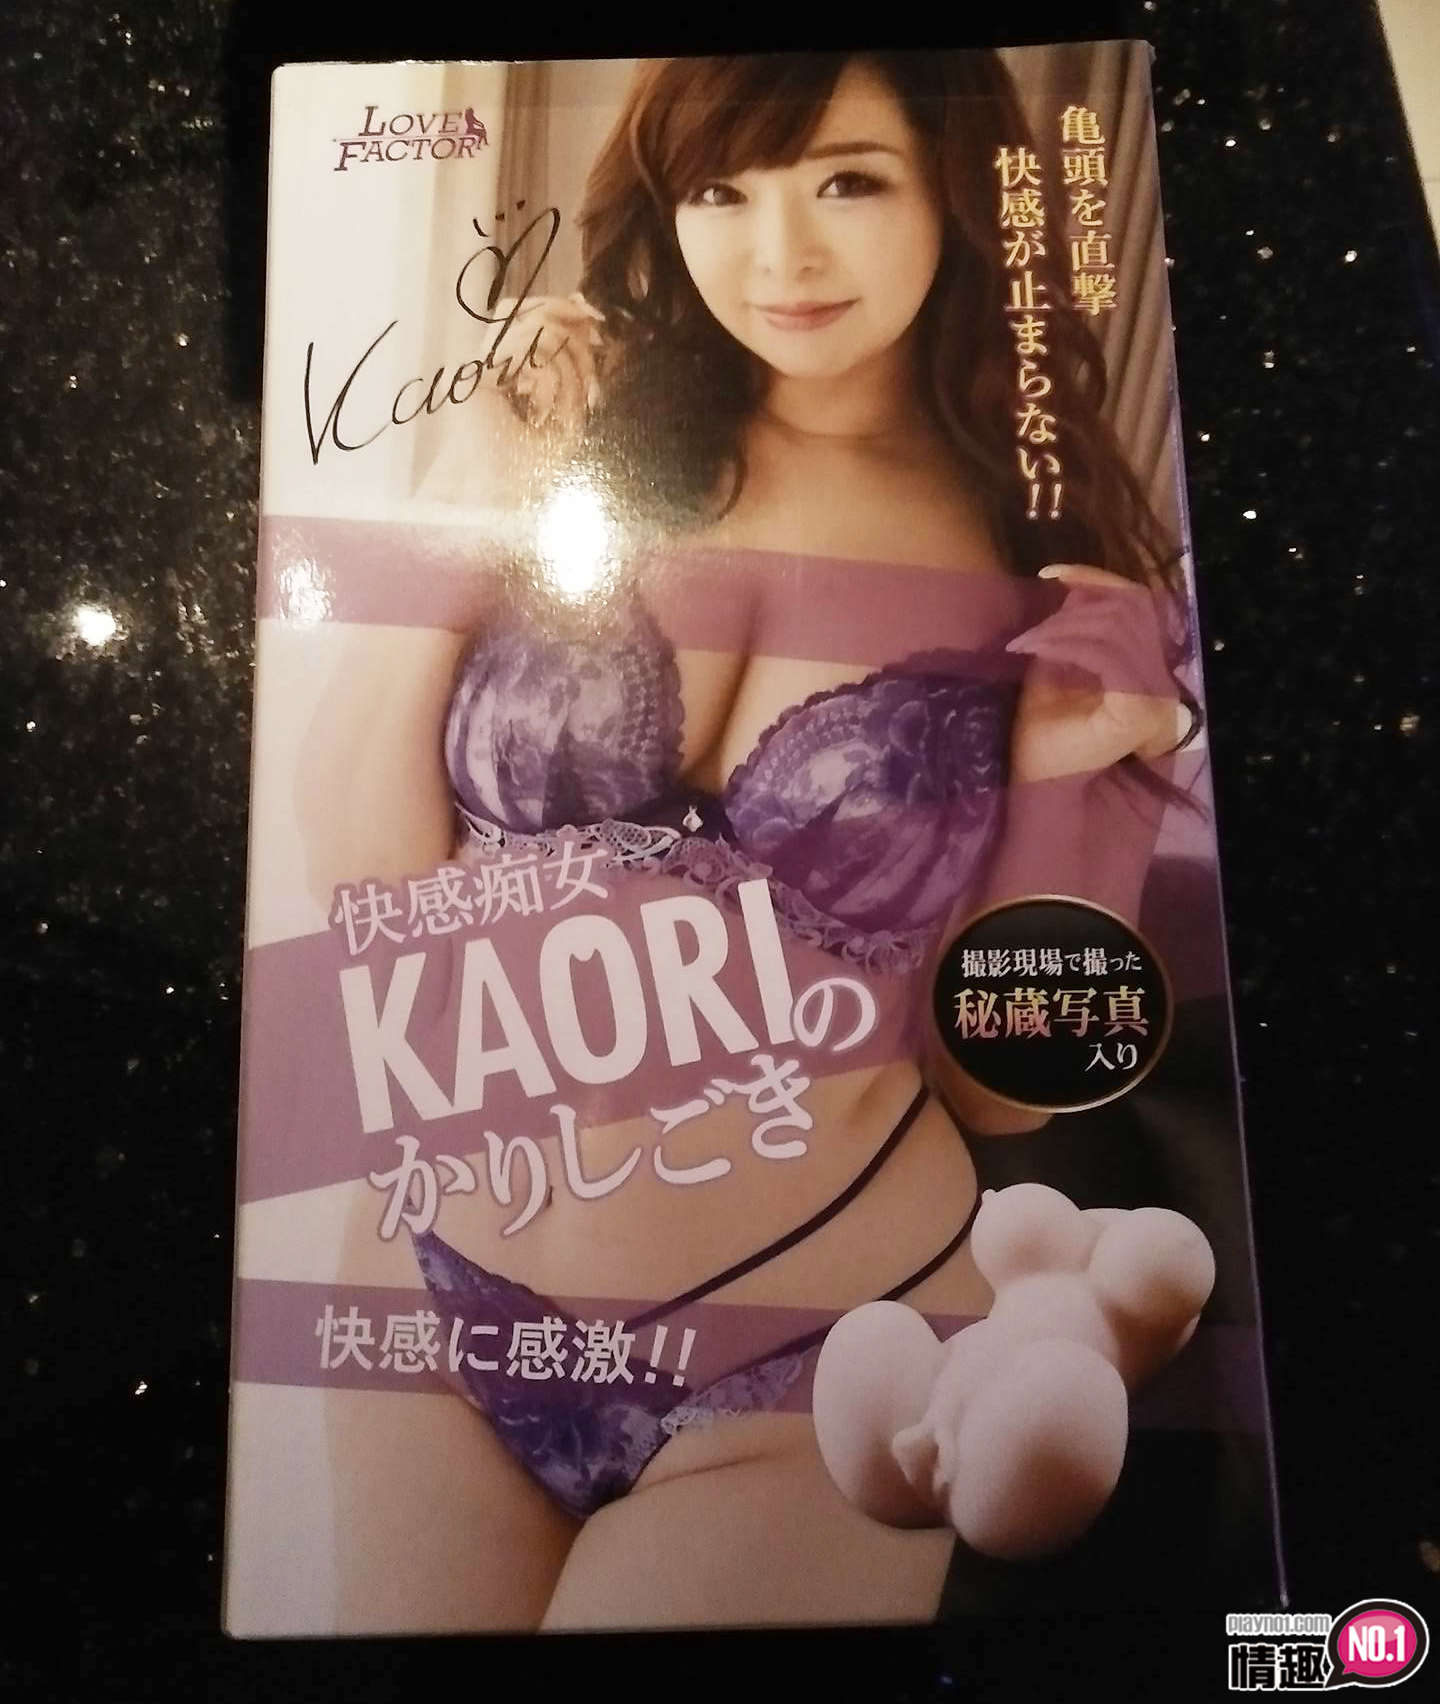 LOVE
FACTOR
Kaori
亀頭を直撃
快感が止まらない!!
快感痴女
KAORIの
かりしごき
撮影現場で撮った
秘蔵写真
入り
快感に感激!!
playno1.com
情趣
NO.1